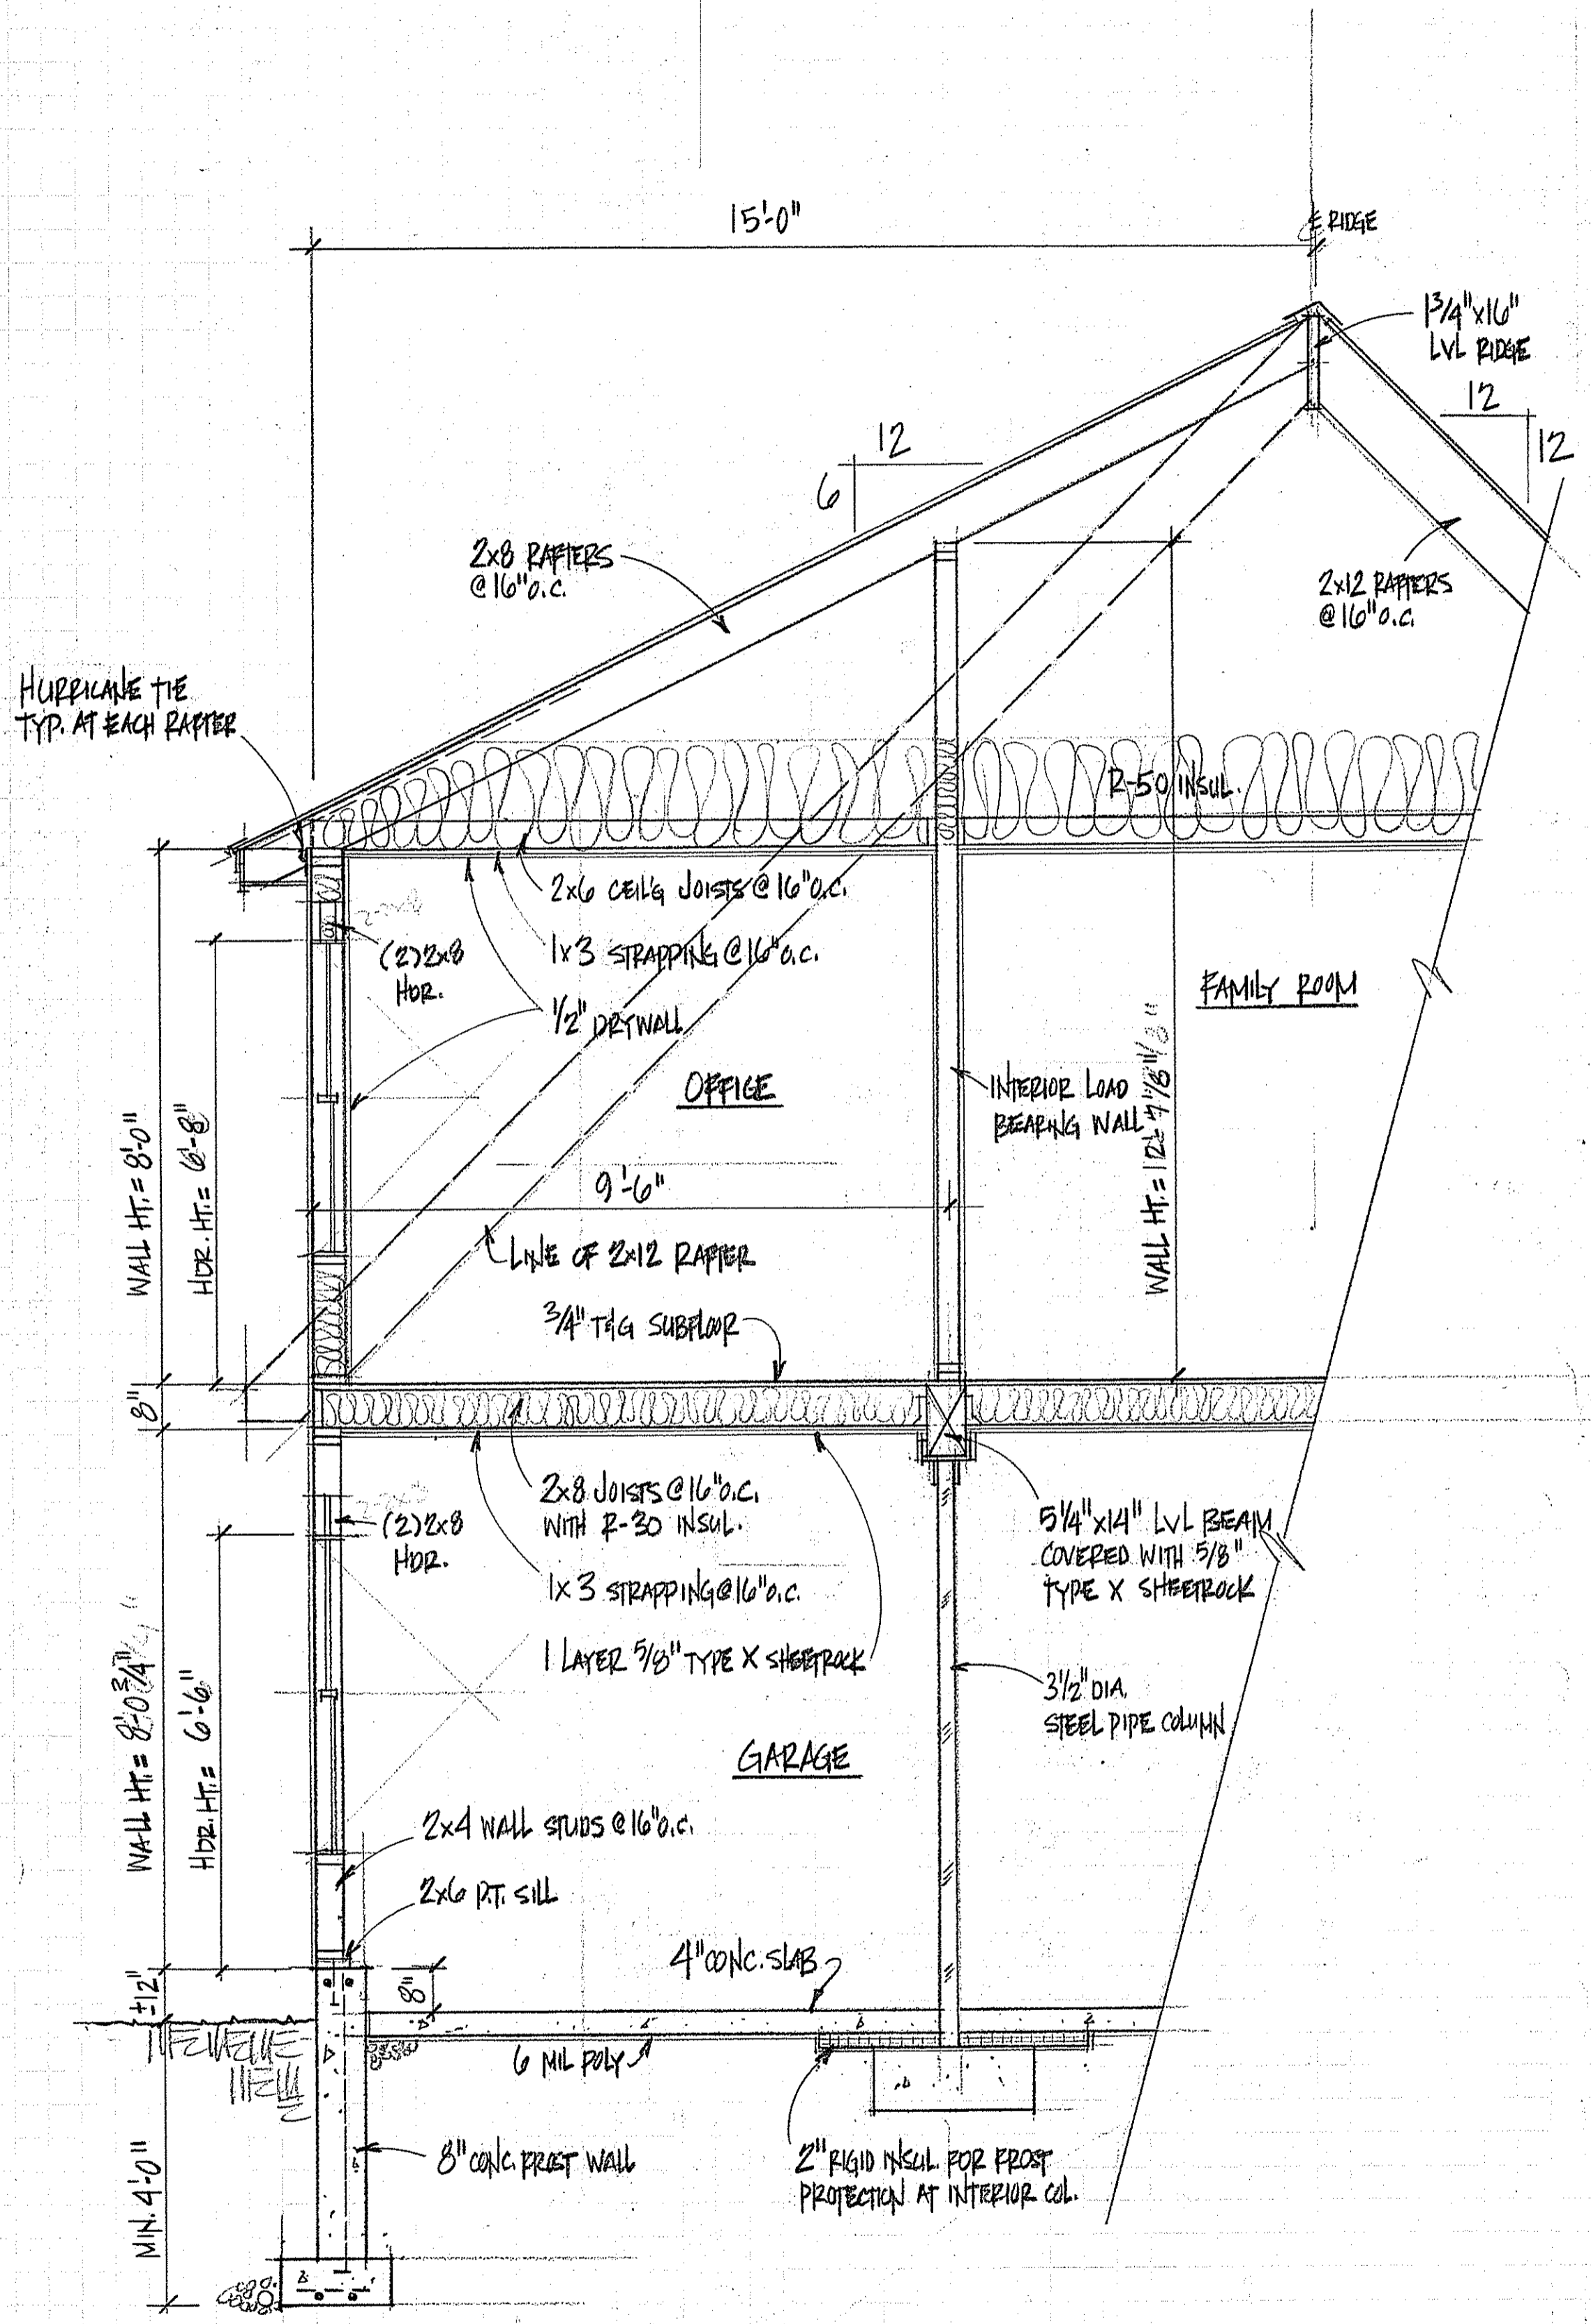 15'-0"
℄ RIDGE
1 3/4"x16"
LVL RIDGE
12
12
12
6
2x8 RAFTERS
@16"O.C.
2x12 RAFTERS
@16"O.C.
HURRICANE TIE
TYP. AT EACH RAFTER
R-50 INSUL.
2x6 CEIL'G JOISTS @16"O.C.
1x3 STRAPPING @16"O.C.
(2)2x8
HDR.
1/2" DRYWALL
FAMILY ROOM
OFFICE
INTERIOR LOAD
BEARING WALL
WALL HT. = 8'-0"
HDR. HT. = 6'-8"
WALL HT. = 12'-7 1/8"
9'-6"
LINE OF 2x12 RAFTER
3/4" T&G SUBFLOOR
8"
2x8 JOISTS @16"O.C.
WITH R-30 INSUL.
(2)2x8
HDR.
5 1/4"x14" LVL BEAM
COVERED WITH 5/8"
TYPE X SHEETROCK
1x3 STRAPPING @16"O.C.
1 LAYER 5/8" TYPE X SHEETROCK
WALL HT. = 8'-0 3/4"
HDR. HT. = 6'-6"
3 1/2" DIA.
STEEL PIPE COLUMN
GARAGE
2x4 WALL STUDS @16"O.C.
2x6 P.T. SILL
4" CONC. SLAB
±12"
8"
6 MIL POLY
MIN. 4'-0"
8" CONC. FROST WALL
2" RIGID INSUL. FOR FROST
PROTECTION AT INTERIOR COL.